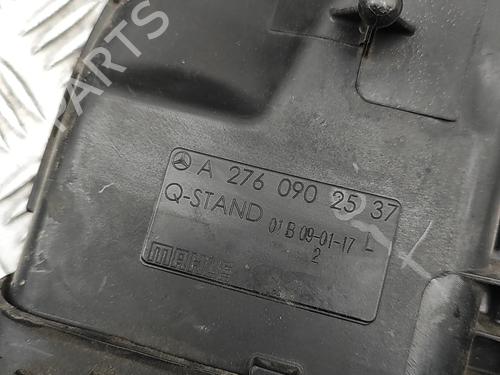 PARTS
A 276 090 25 37
Q-STAND 01 B 09-01-17 L
2
MAHLE